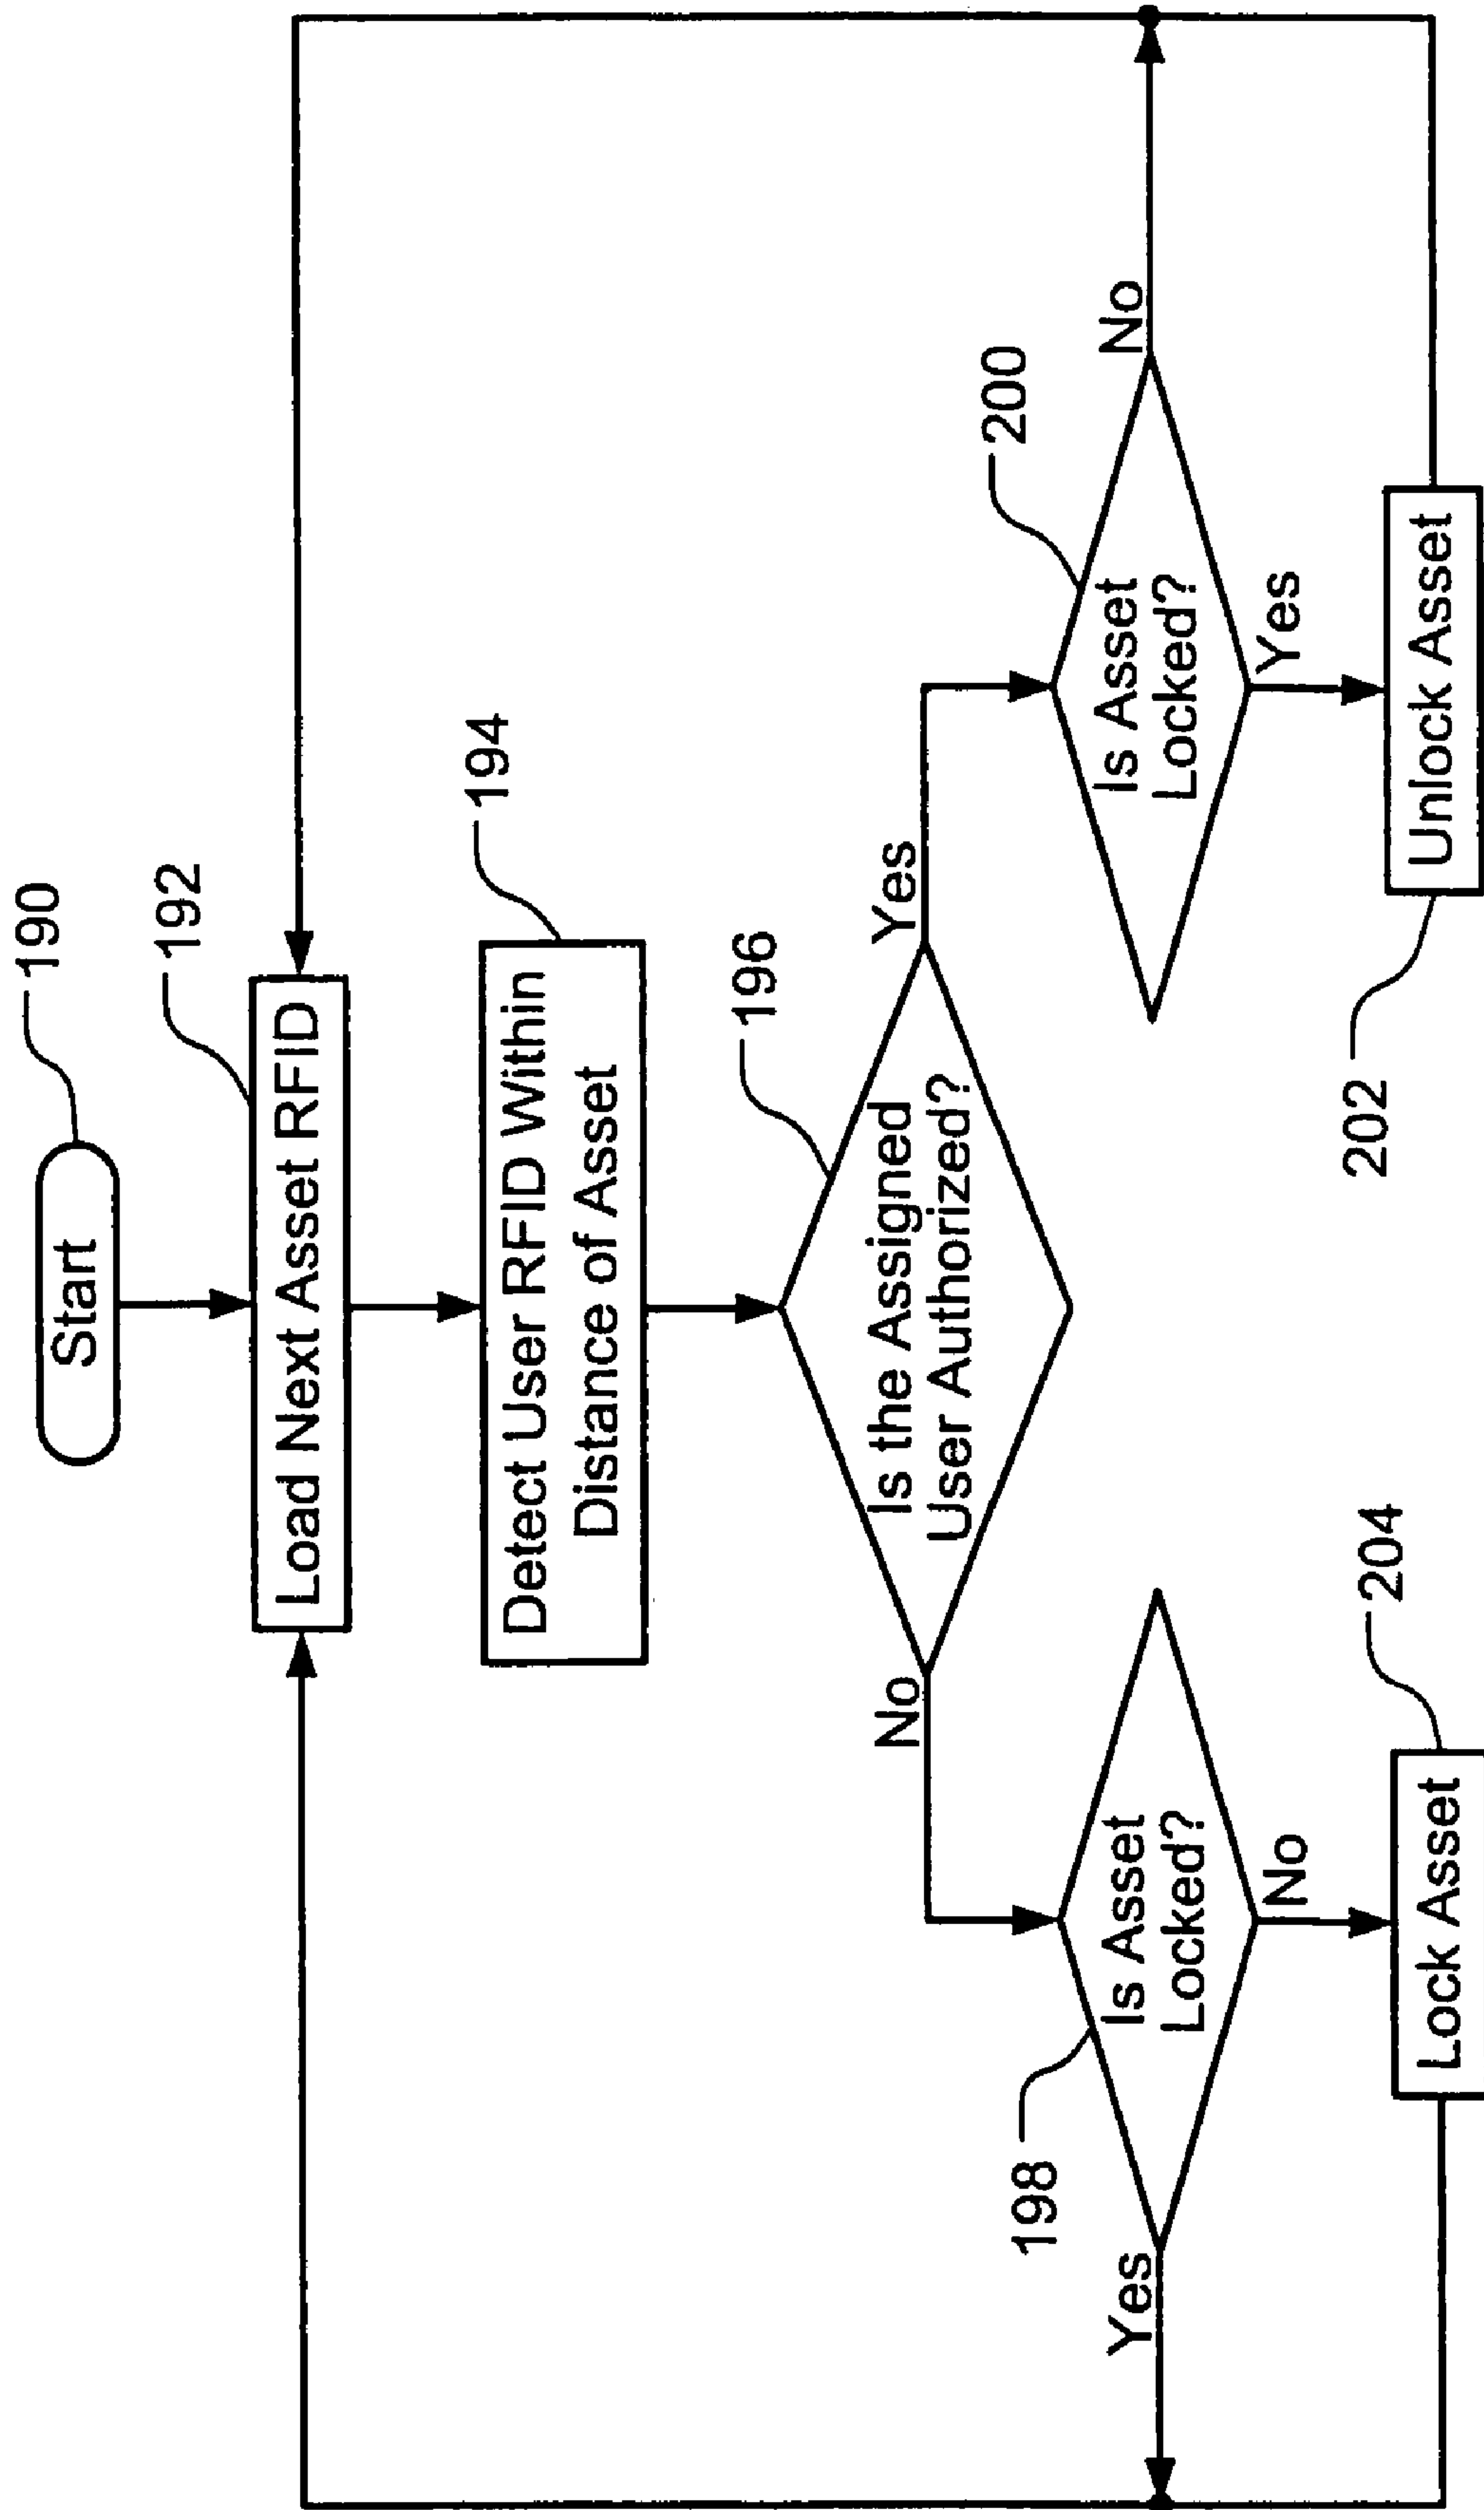 Start
190
Load Next Asset RFID
192
Detect User RFID Within
Distance of Asset
194
Is the Assigned
User Authorized?
196
No
Yes
Is Asset
Locked?
198
Yes
No
Lock Asset
204
Is Asset
Locked?
200
No
Yes
Unlock Asset
202